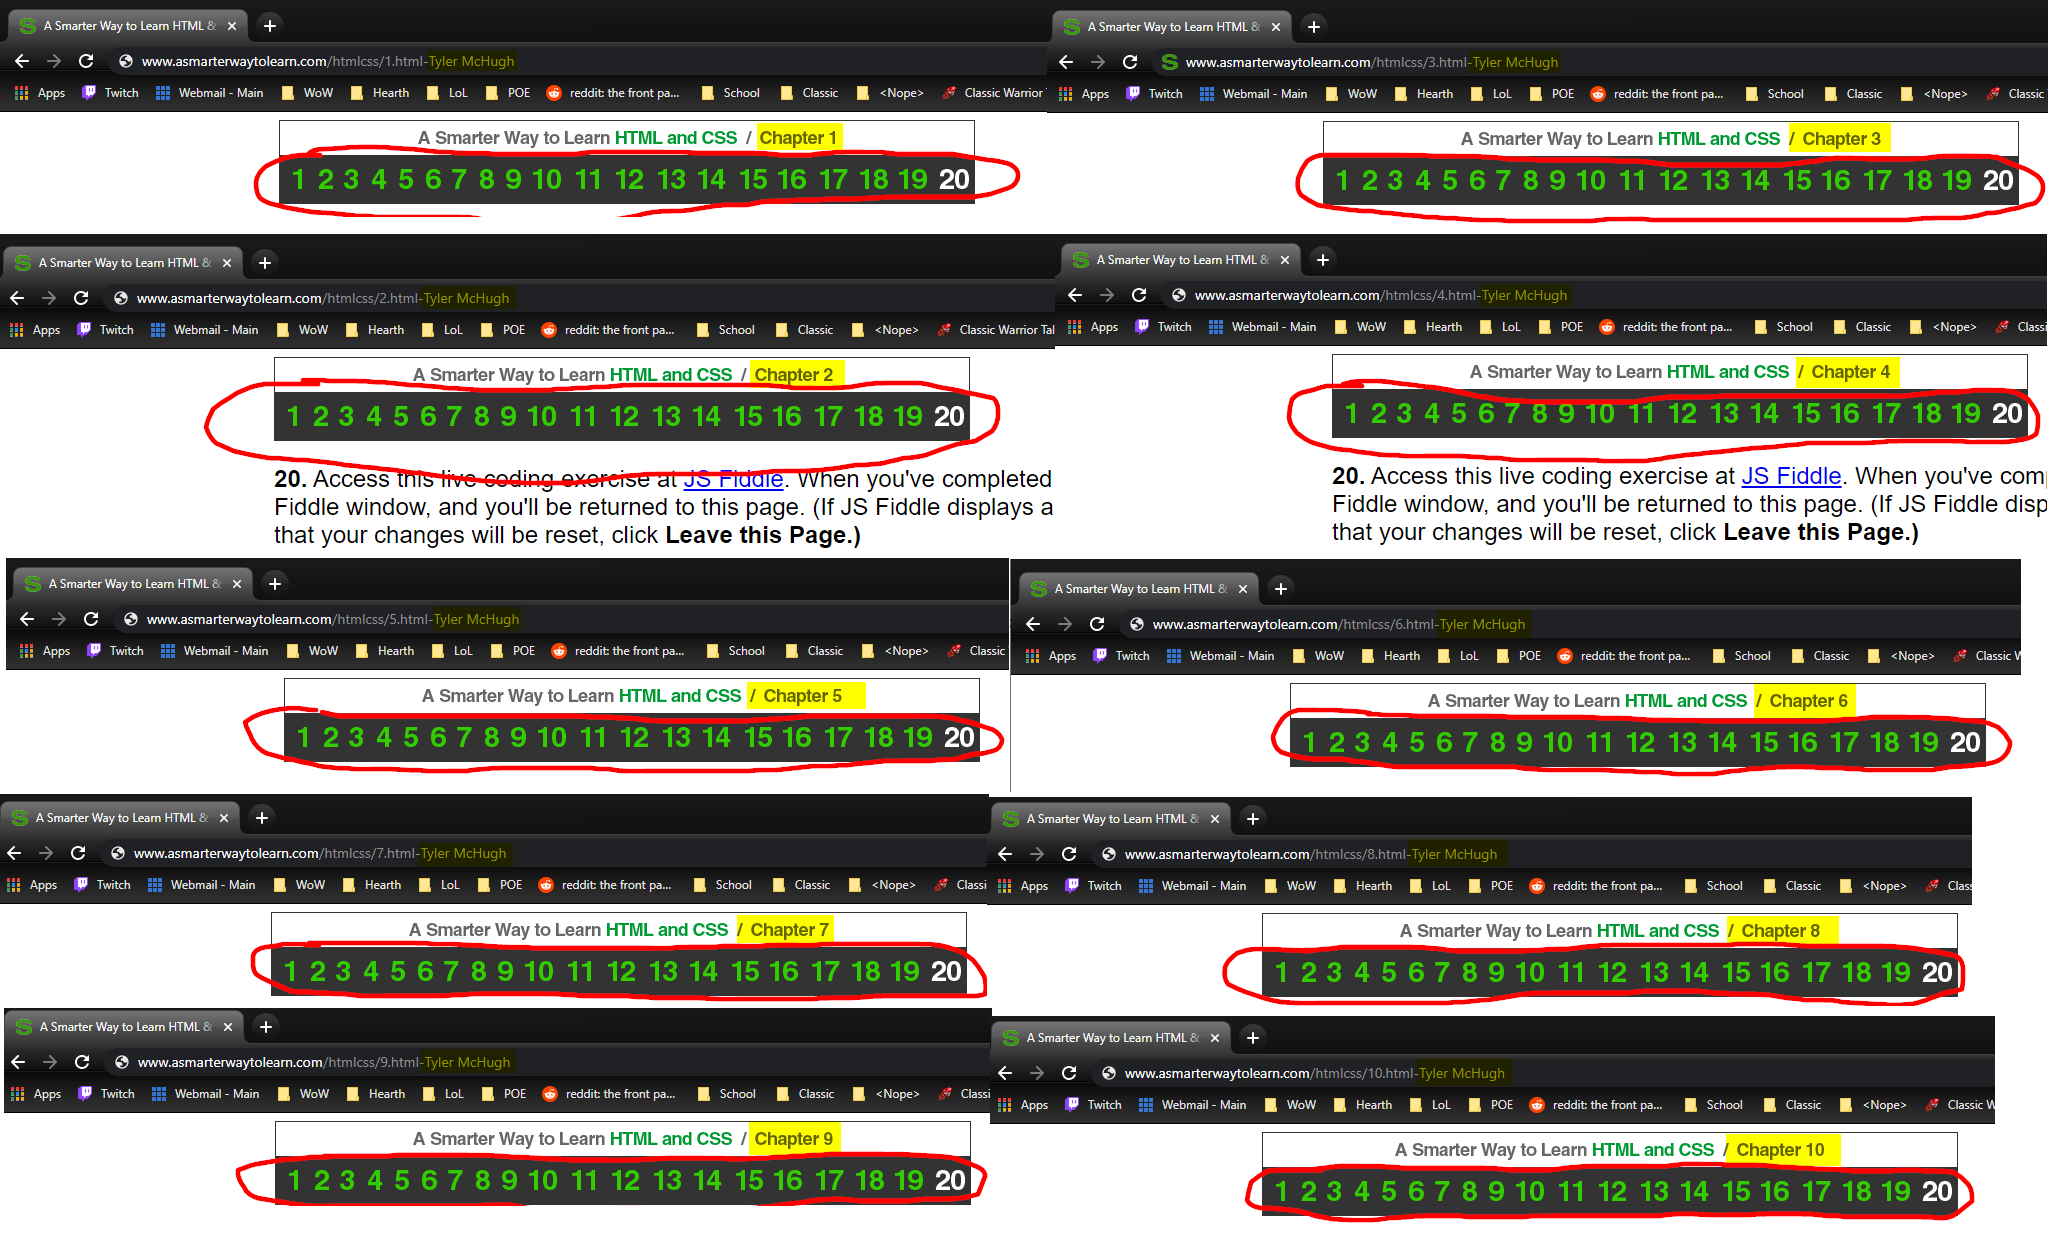 A Smarter Way to Learn HTML &
www.asmarterwaytolearn.com/htmlcss/1.html-Tyler McHugh
Apps Twitch Webmail - Main WoW Hearth LoL POE reddit: the front pa... School Classic <Nope> Classic Warrior
A Smarter Way to Learn HTML and CSS / Chapter 1
1 2 3 4 5 6 7 8 9 10 11 12 13 14 15 16 17 18 19 20
A Smarter Way to Learn HTML &
www.asmarterwaytolearn.com/htmlcss/3.html-Tyler McHugh
Apps Twitch Webmail - Main WoW Hearth LoL POE reddit: the front pa... School Classic <Nope> Classic
A Smarter Way to Learn HTML and CSS / Chapter 3
1 2 3 4 5 6 7 8 9 10 11 12 13 14 15 16 17 18 19 20
A Smarter Way to Learn HTML &
www.asmarterwaytolearn.com/htmlcss/2.html-Tyler McHugh
Apps Twitch Webmail - Main WoW Hearth LoL POE reddit: the front pa... School Classic <Nope> Classic Warrior Tal
A Smarter Way to Learn HTML and CSS / Chapter 2
1 2 3 4 5 6 7 8 9 10 11 12 13 14 15 16 17 18 19 20
20. Access this live coding exercise at JS Fiddle. When you've completed
Fiddle window, and you'll be returned to this page. (If JS Fiddle displays a
that your changes will be reset, click Leave this Page.)
A Smarter Way to Learn HTML &
www.asmarterwaytolearn.com/htmlcss/4.html-Tyler McHugh
Apps Twitch Webmail - Main WoW Hearth LoL POE reddit: the front pa... School Classic <Nope> Classi
A Smarter Way to Learn HTML and CSS / Chapter 4
1 2 3 4 5 6 7 8 9 10 11 12 13 14 15 16 17 18 19 20
20. Access this live coding exercise at JS Fiddle. When you've com
Fiddle window, and you'll be returned to this page. (If JS Fiddle disp
that your changes will be reset, click Leave this Page.)
A Smarter Way to Learn HTML &
www.asmarterwaytolearn.com/htmlcss/5.html-Tyler McHugh
Apps Twitch Webmail - Main WoW Hearth LoL POE reddit: the front pa... School Classic <Nope> Classic
A Smarter Way to Learn HTML and CSS / Chapter 5
1 2 3 4 5 6 7 8 9 10 11 12 13 14 15 16 17 18 19 20
A Smarter Way to Learn HTML &
www.asmarterwaytolearn.com/htmlcss/6.html-Tyler McHugh
Apps Twitch Webmail - Main WoW Hearth LoL POE reddit: the front pa... School Classic <Nope> Classic W
A Smarter Way to Learn HTML and CSS / Chapter 6
1 2 3 4 5 6 7 8 9 10 11 12 13 14 15 16 17 18 19 20
A Smarter Way to Learn HTML &
www.asmarterwaytolearn.com/htmlcss/7.html-Tyler McHugh
Apps Twitch Webmail - Main WoW Hearth LoL POE reddit: the front pa... School Classic <Nope> Classi
A Smarter Way to Learn HTML and CSS / Chapter 7
1 2 3 4 5 6 7 8 9 10 11 12 13 14 15 16 17 18 19 20
A Smarter Way to Learn HTML &
www.asmarterwaytolearn.com/htmlcss/8.html-Tyler McHugh
Apps Twitch Webmail - Main WoW Hearth LoL POE reddit: the front pa... School Classic <Nope> Clas
A Smarter Way to Learn HTML and CSS / Chapter 8
1 2 3 4 5 6 7 8 9 10 11 12 13 14 15 16 17 18 19 20
A Smarter Way to Learn HTML &
www.asmarterwaytolearn.com/htmlcss/9.html-Tyler McHugh
Apps Twitch Webmail - Main WoW Hearth LoL POE reddit: the front pa... School Classic <Nope> Classi
A Smarter Way to Learn HTML and CSS / Chapter 9
1 2 3 4 5 6 7 8 9 10 11 12 13 14 15 16 17 18 19 20
A Smarter Way to Learn HTML &
www.asmarterwaytolearn.com/htmlcss/10.html-Tyler McHugh
Apps Twitch Webmail - Main WoW Hearth LoL POE reddit: the front pa... School Classic <Nope> Classic W
A Smarter Way to Learn HTML and CSS / Chapter 10
1 2 3 4 5 6 7 8 9 10 11 12 13 14 15 16 17 18 19 20